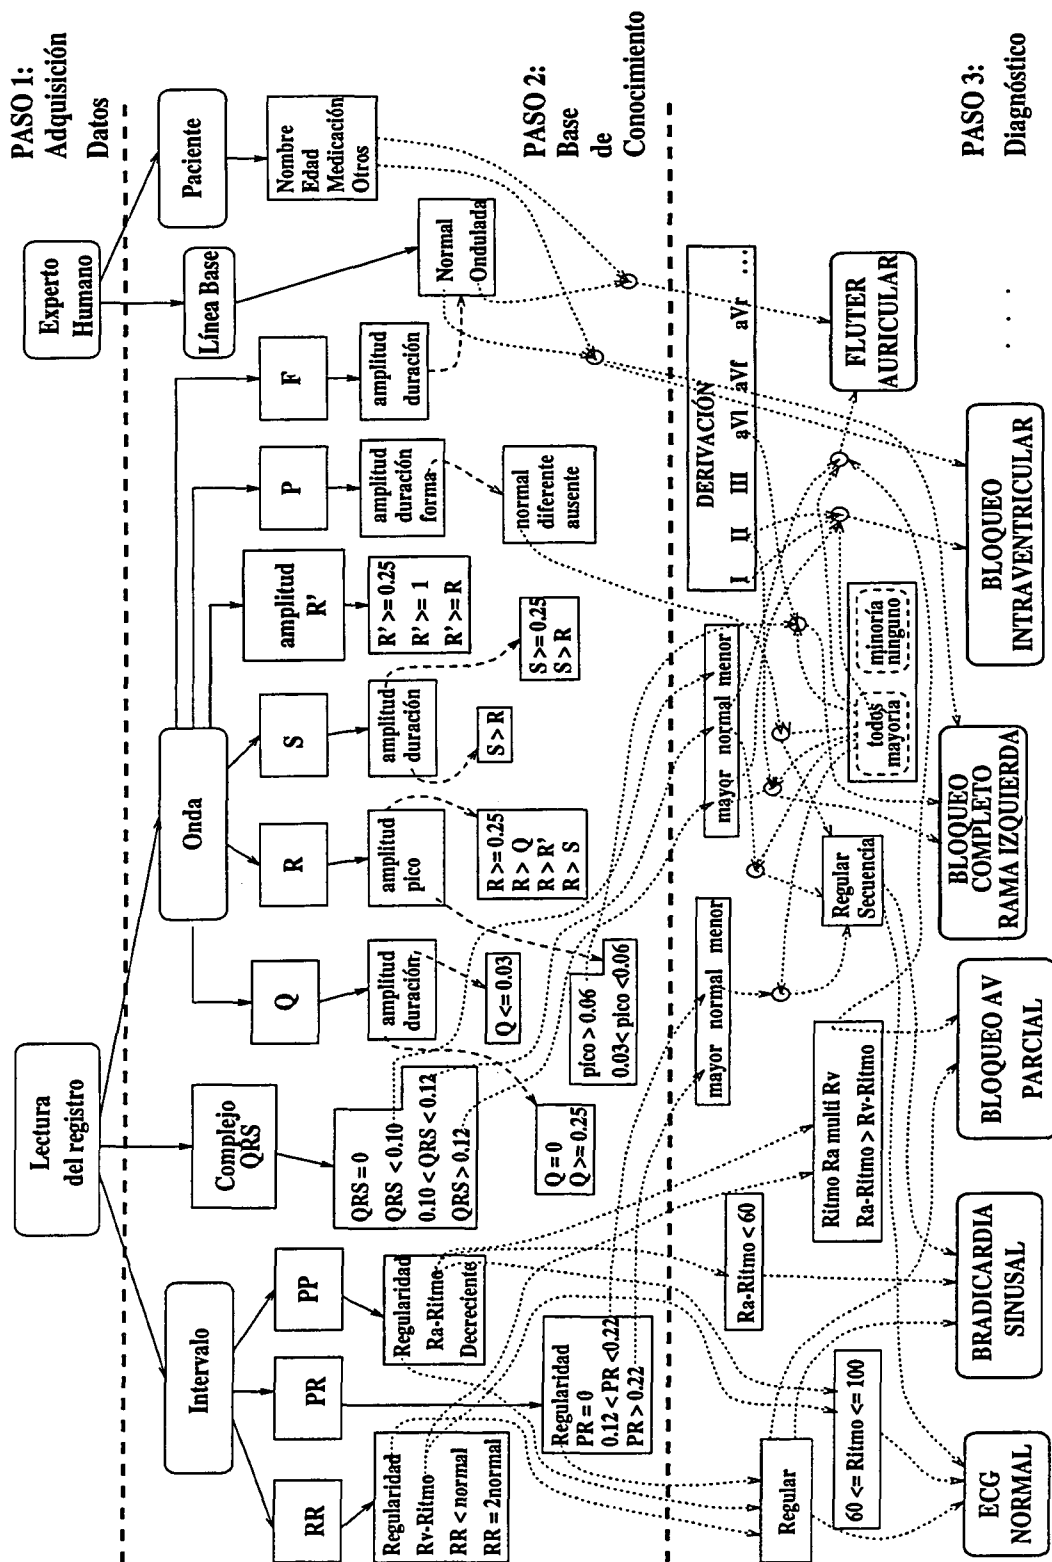 PASO 1:
Adquisición
Datos
Lectura
del registro
Experto
Humano
Intervalo
Complejo
QRS
Onda
Línea Base
Paciente
RR
PR
PP
Q
R
S
amplitud
R'
P
F
Nombre
Edad
Medicación
Otros
Regularidad
Rv-Ritmo
RR < normal
RR = 2normal
Regularidad
Ra-Ritmo
Decreciente
QRS = 0
QRS < 0.10
0.10 < QRS < 0.12
QRS > 0.12
amplitud
duración
amplitud
pico
amplitud
duración
R' >= 0.25
R' >= 1
R' >= R
amplitud
duración
forma
amplitud
duración
Normal
Ondulada
PASO 2:
Base
de
Conocimiento
Regularidad
PR = 0
0.12 < PR < 0.22
PR > 0.22
Q = 0
Q >= 0.25
Q <= 0.03
R >= 0.25
R > Q
R > R'
R > S
S > R
S >= 0.25
S > R
normal
diferente
ausente
pico > 0.06
0.03 < pico < 0.06
mayor normal menor
mayor normal menor
DERIVACION
I II III aVl aVf aVr ...
Regular
60 <= Ritmo <= 100
Ra-Ritmo < 60
Ritmo Ra multi Rv
Ra-Ritmo > Rv-Ritmo
Regular
Secuencia
todos
mayoria
minoría
ninguno
PASO 3:
Diagnóstico
ECG
NORMAL
BRADICARDIA
SINUSAL
BLOQUEO AV
PARCIAL
BLOQUEO
COMPLETO
RAMA IZQUIERDA
BLOQUEO
INTRAVENTRICULAR
FLUTER
AURICULAR
. . .